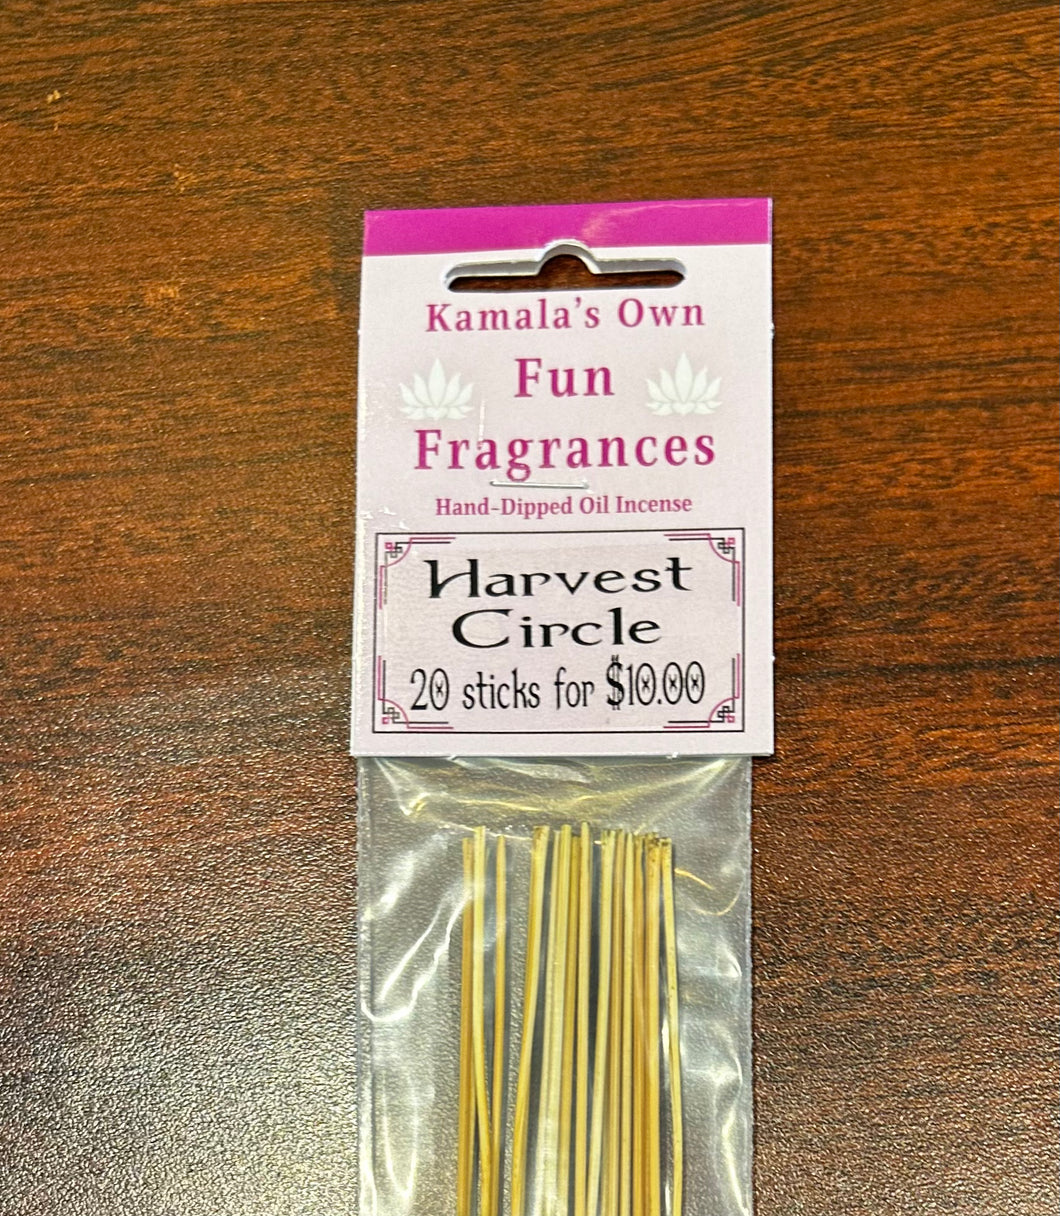 Kamala's Own
Fun
Fragrances
Hand-Dipped Oil Incense
Harvest
Circle
20 sticks for $10.00